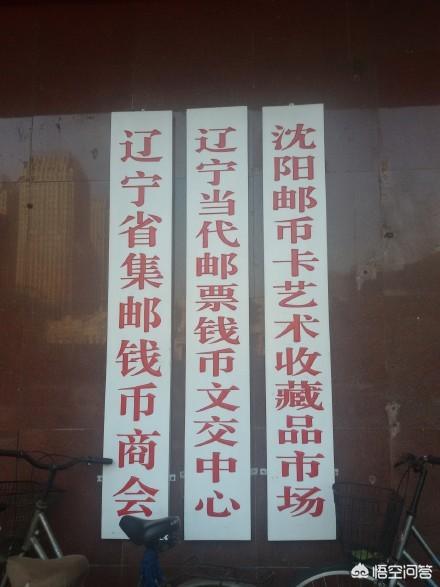 辽宁省集邮钱币商会
辽宁当代邮票钱币文交中心
沈阳邮币卡艺术收藏品市场
悟空问答